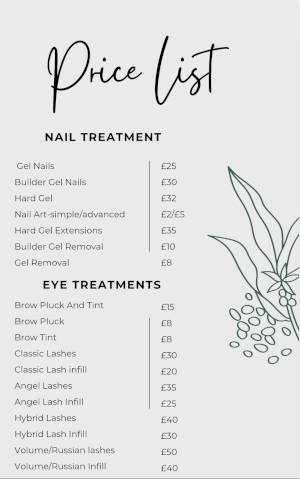 Price List
NAIL TREATMENT
Gel Nails £25
Builder Gel Nails £30
Hard Gel £32
Nail Art-simple/advanced £2/£5
Hard Gel Extensions £35
Builder Gel Removal £10
Gel Removal £8
EYE TREATMENTS
Brow Pluck And Tint £15
Brow Pluck £8
Brow Tint £8
Classic Lashes £30
Classic Lash infill £20
Angel Lashes £35
Angel Lash Infill £25
Hybrid Lashes £40
Hybrid Lash Infill £30
Volume/Russian lashes £50
Volume/Russian Infill £40